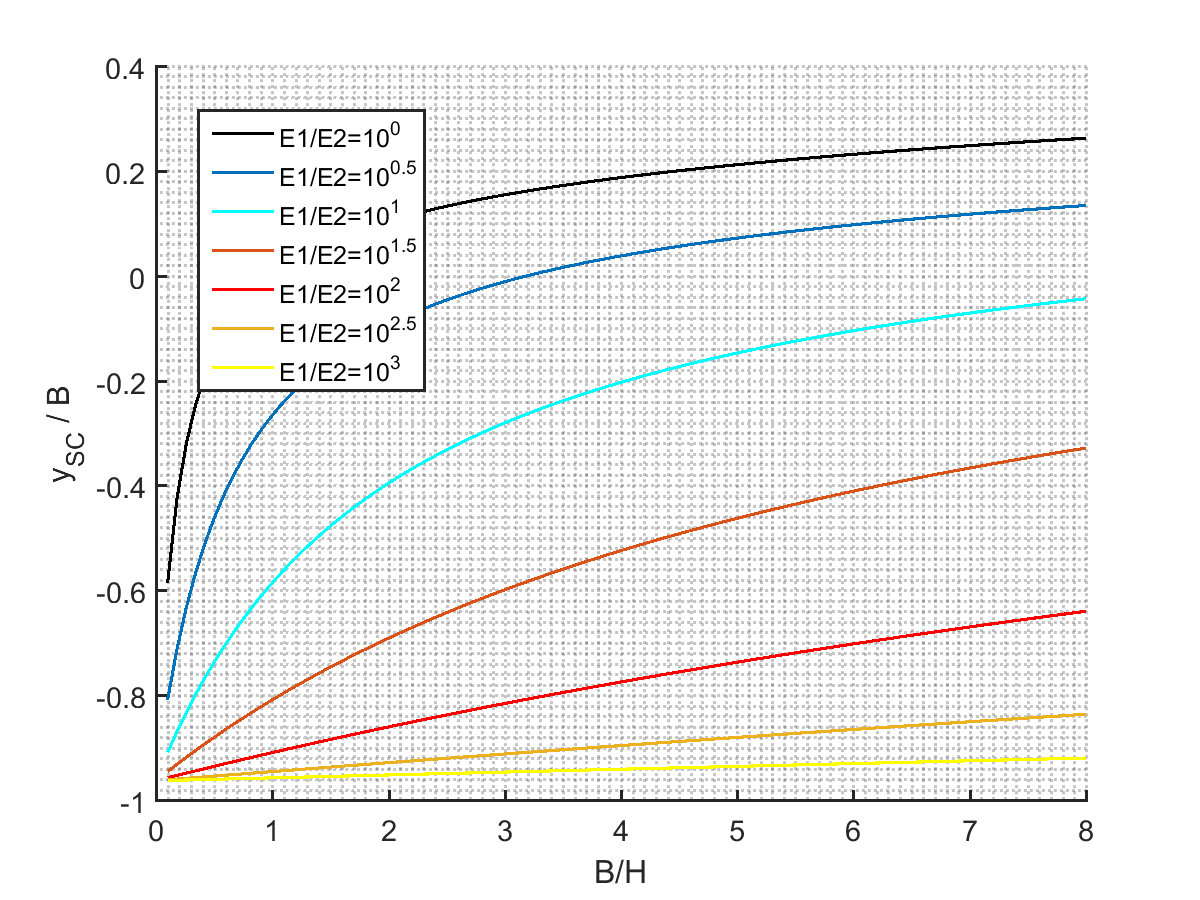 0.4
0.2
0
-0.2
-0.4
-0.6
-0.8
-1
y_SC / B
E1/E2=10^0
E1/E2=10^0.5
E1/E2=10^1
E1/E2=10^1.5
E1/E2=10^2
E1/E2=10^2.5
E1/E2=10^3
0 1 2 3 4 5 6 7 8
B/H